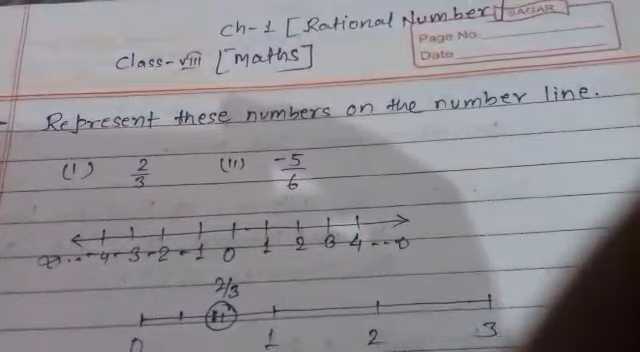 Ch-1 [Rational Number]
SAGAR
Page No.
Date
Class-viii [Maths]
Represent these numbers on the number line.
(i) 2/3 (ii) -5/6
-4 -3 -2 -1 0 1 2 3 4
2/3
0 1 2 3